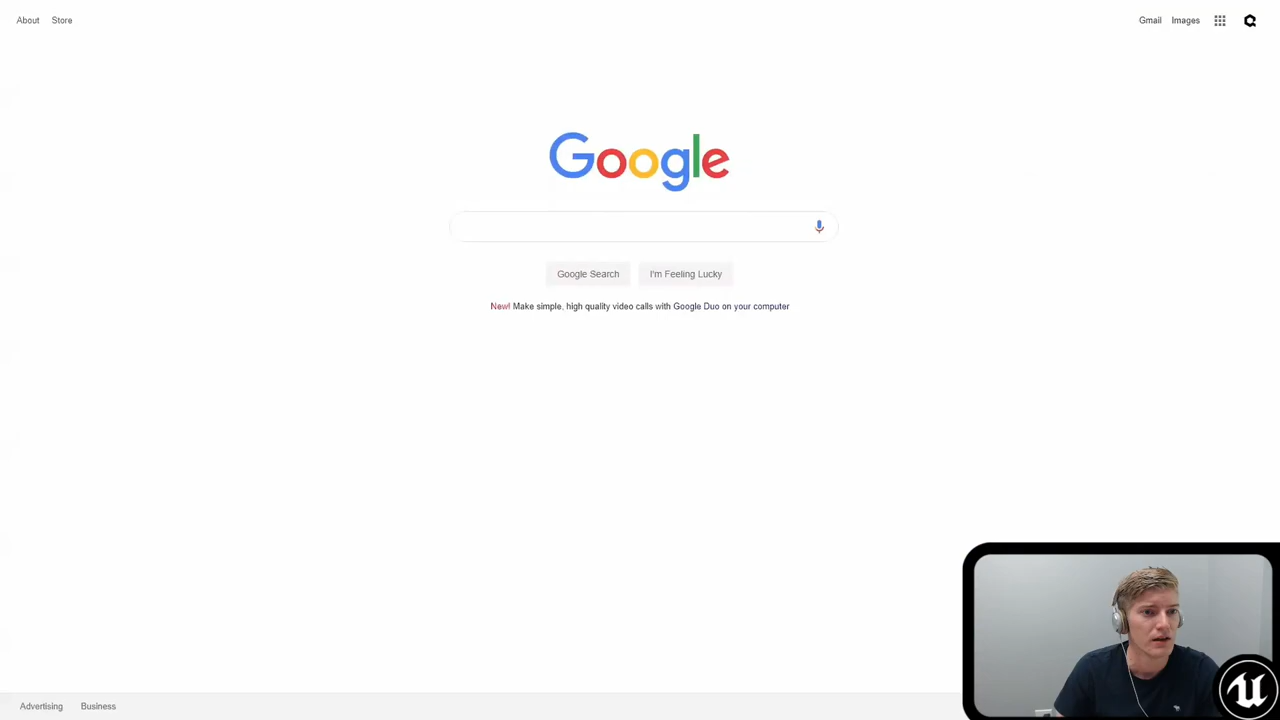 About Store
Gmail Images
Google
Google Search I'm Feeling Lucky
New! Make simple, high quality video calls with Google Duo on your computer
Advertising Business